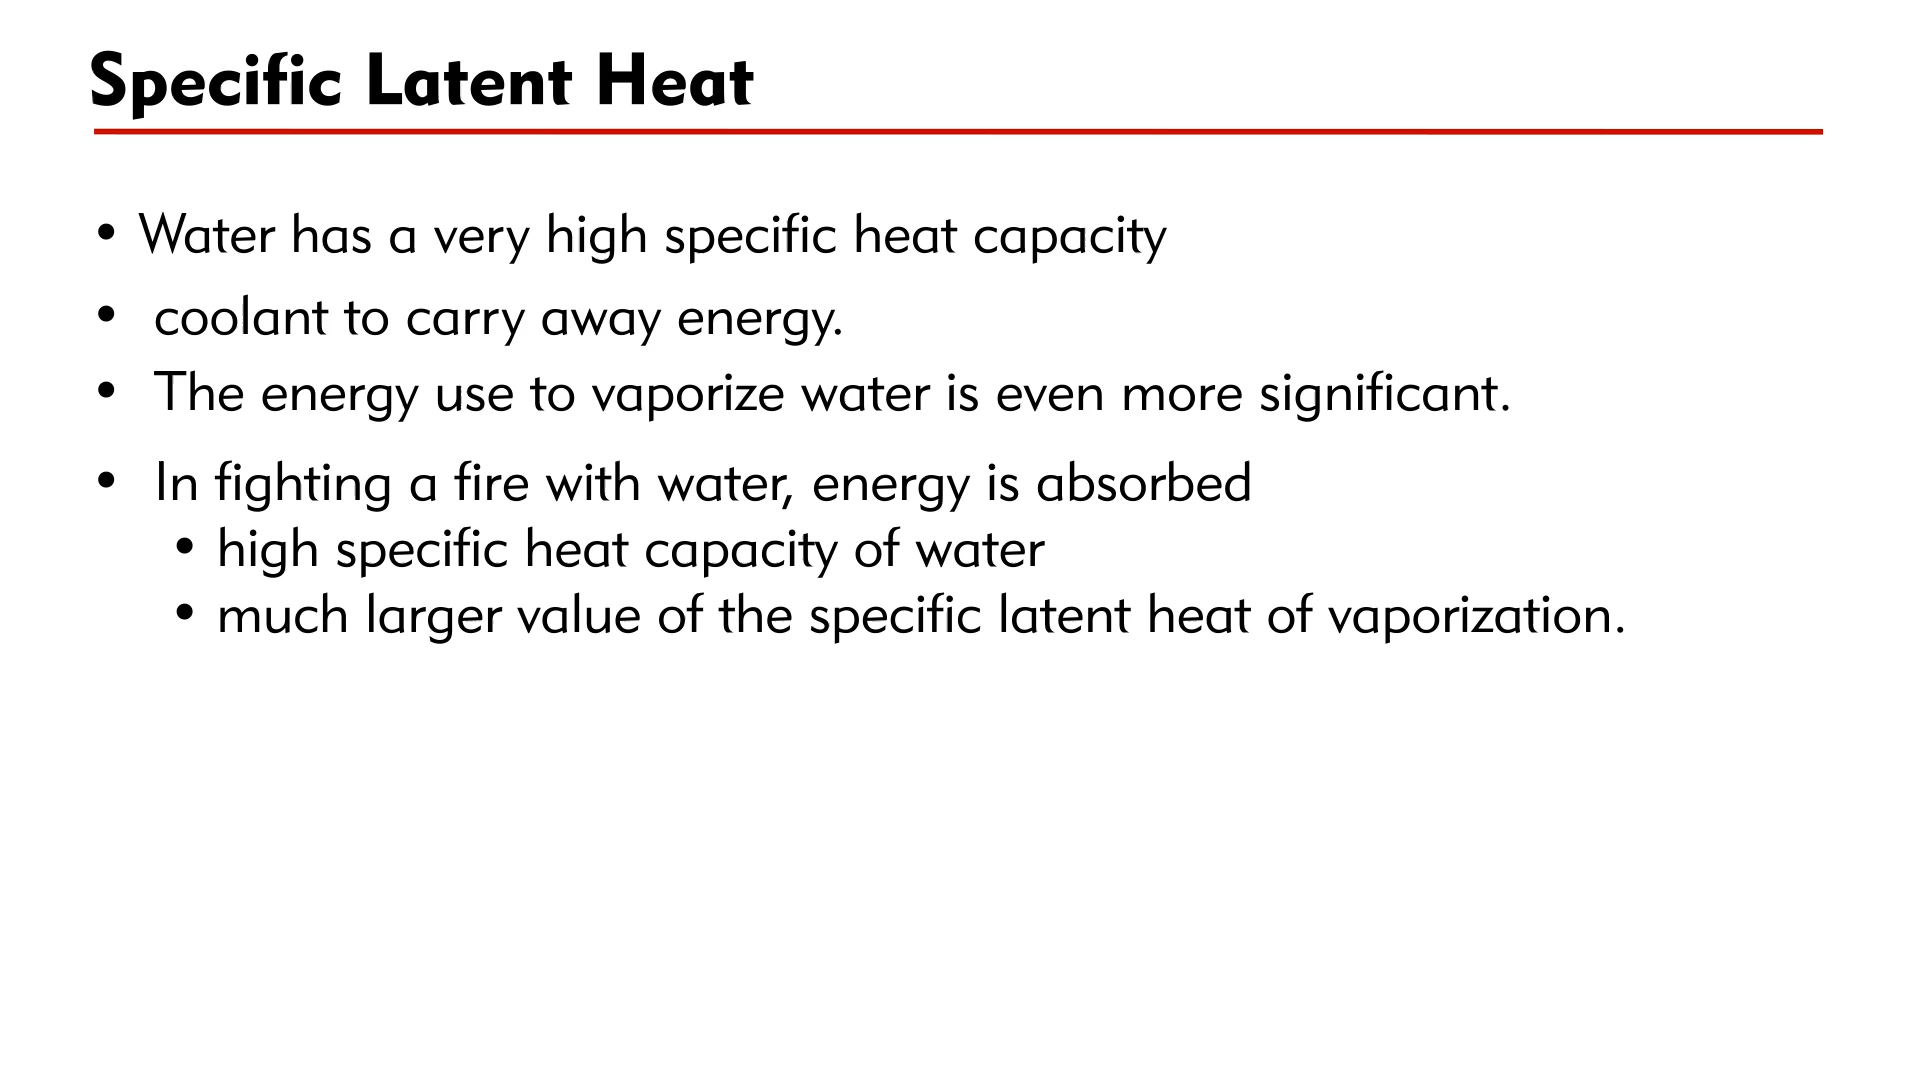 Specific Latent Heat
• Water has a very high specific heat capacity
• coolant to carry away energy.
• The energy use to vaporize water is even more significant.
• In fighting a fire with water, energy is absorbed
• high specific heat capacity of water
• much larger value of the specific latent heat of vaporization.